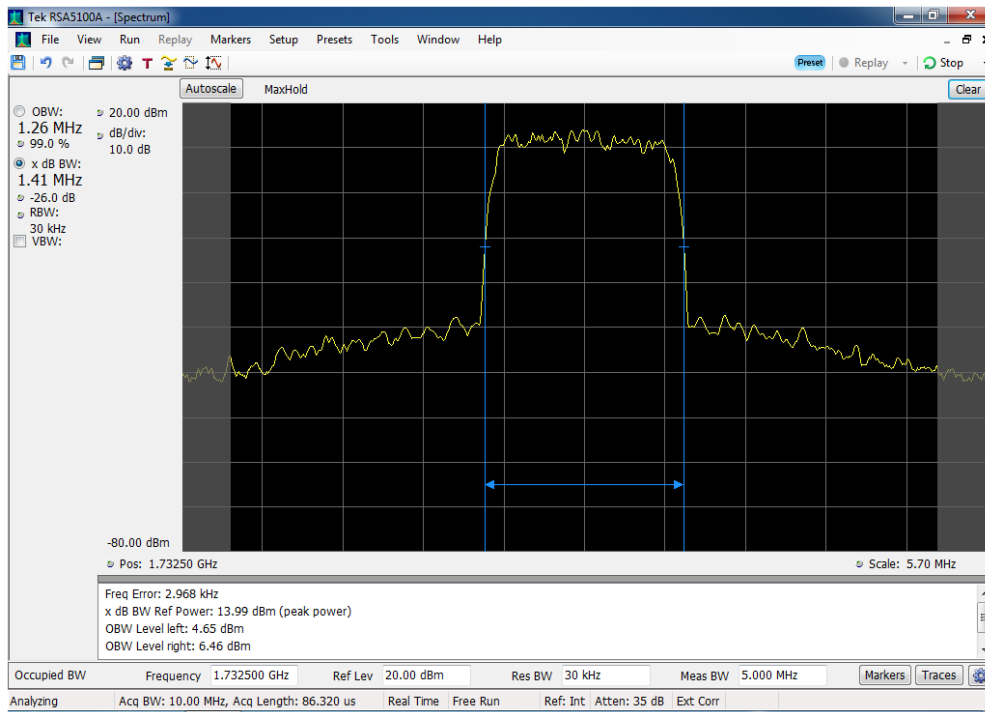 Tek RSA5100A - [Spectrum]
File View Run Replay Markers Setup Presets Tools Window Help
T Preset Replay Stop
Autoscale MaxHold Clear
OBW:
1.26 MHz
99.0 %
x dB BW:
1.41 MHz
-26.0 dB
RBW:
30 kHz
VBW:
20.00 dBm
dB/div:
10.0 dB
-80.00 dBm
Pos: 1.73250 GHz Scale: 5.70 MHz
Freq Error: 2.968 kHz
x dB BW Ref Power: 13.99 dBm (peak power)
OBW Level left: 4.65 dBm
OBW Level right: 6.46 dBm
Occupied BW Frequency 1.732500 GHz Ref Lev 20.00 dBm Res BW 30 kHz Meas BW 5.000 MHz Markers Traces
Analyzing Acq BW: 10.00 MHz, Acq Length: 86.320 us Real Time Free Run Ref: Int Atten: 35 dB Ext Corr